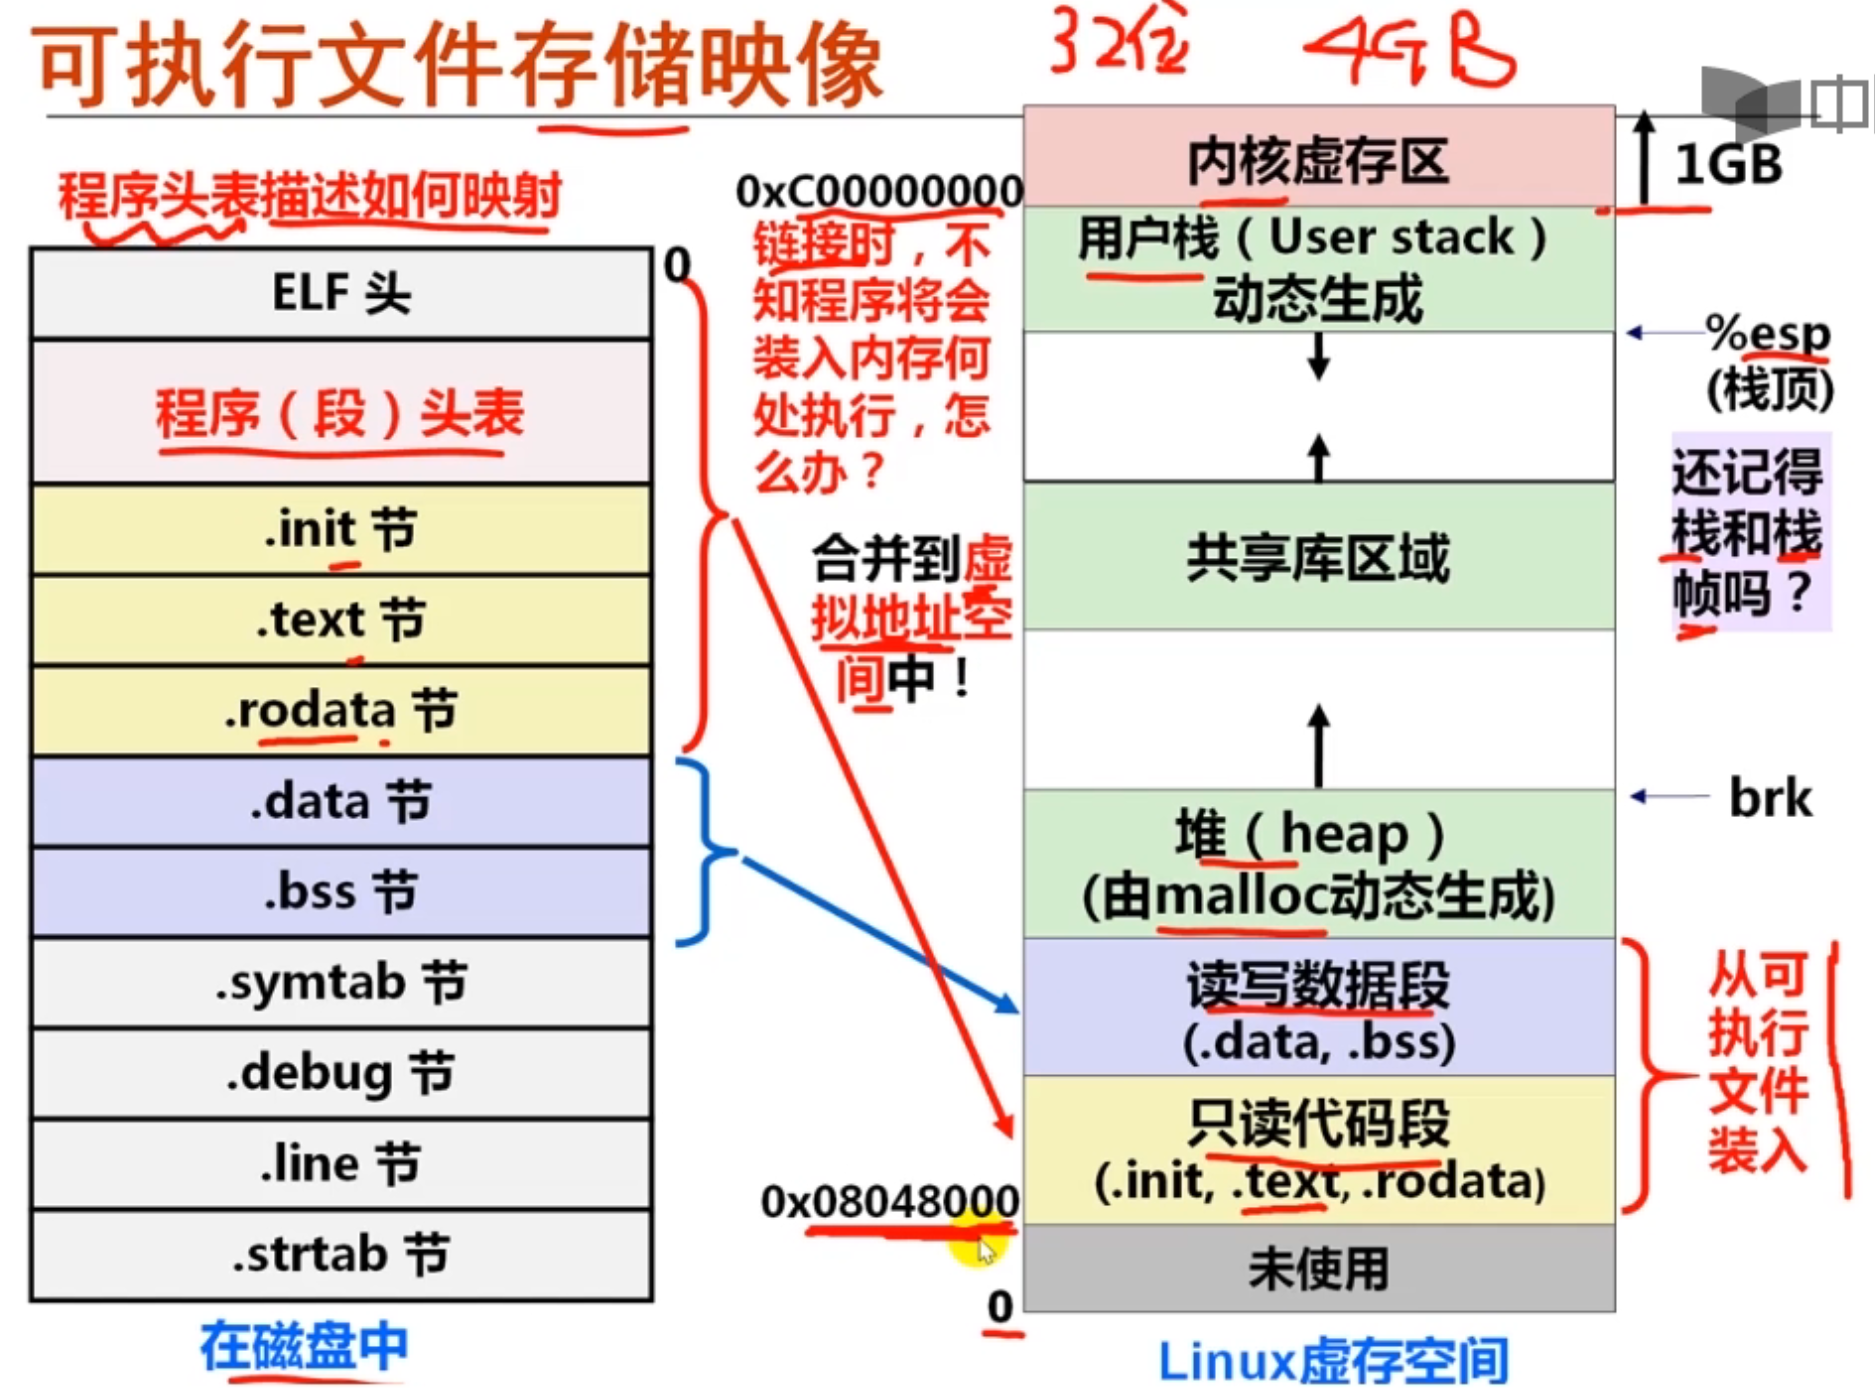 可执行文件存储映像
32位 4GB
中
程序头表描述如何映射
0
ELF 头
程序（段）头表
.init 节
.text 节
.rodata 节
.data 节
.bss 节
.symtab 节
.debug 节
.line 节
.strtab 节
在磁盘中
0xC00000000
链接时，不
知程序将会
装入内存何
处执行，怎
么办？
合并到虚
拟地址空
间中！
0x08048000
0
内核虚存区
用户栈（User stack）
动态生成
共享库区域
堆（heap）
(由malloc动态生成)
读写数据段
(.data, .bss)
只读代码段
(.init, .text, .rodata)
未使用
Linux虚存空间
1GB
%esp
(栈顶)
还记得
栈和栈
帧吗？
brk
从可
执行
文件
装入